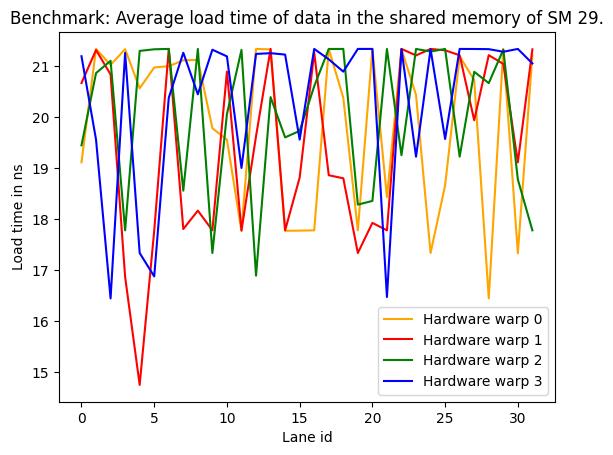 Benchmark: Average load time of data in the shared memory of SM 29.
Load time in ns
21
20
19
18
17
16
15
Hardware warp 0
Hardware warp 1
Hardware warp 2
Hardware warp 3
0 5 10 15 20 25 30
Lane id